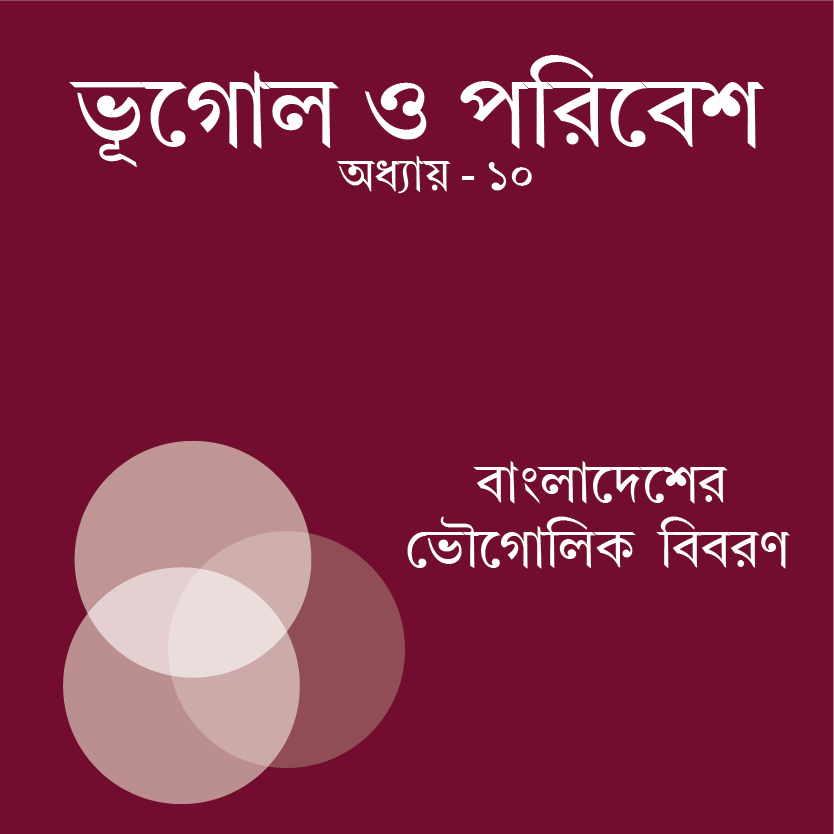 ভূগোল ও পরিবেশ
অধ্যায় - ১০
বাংলাদেশের
ভৌগোলিক বিবরণ